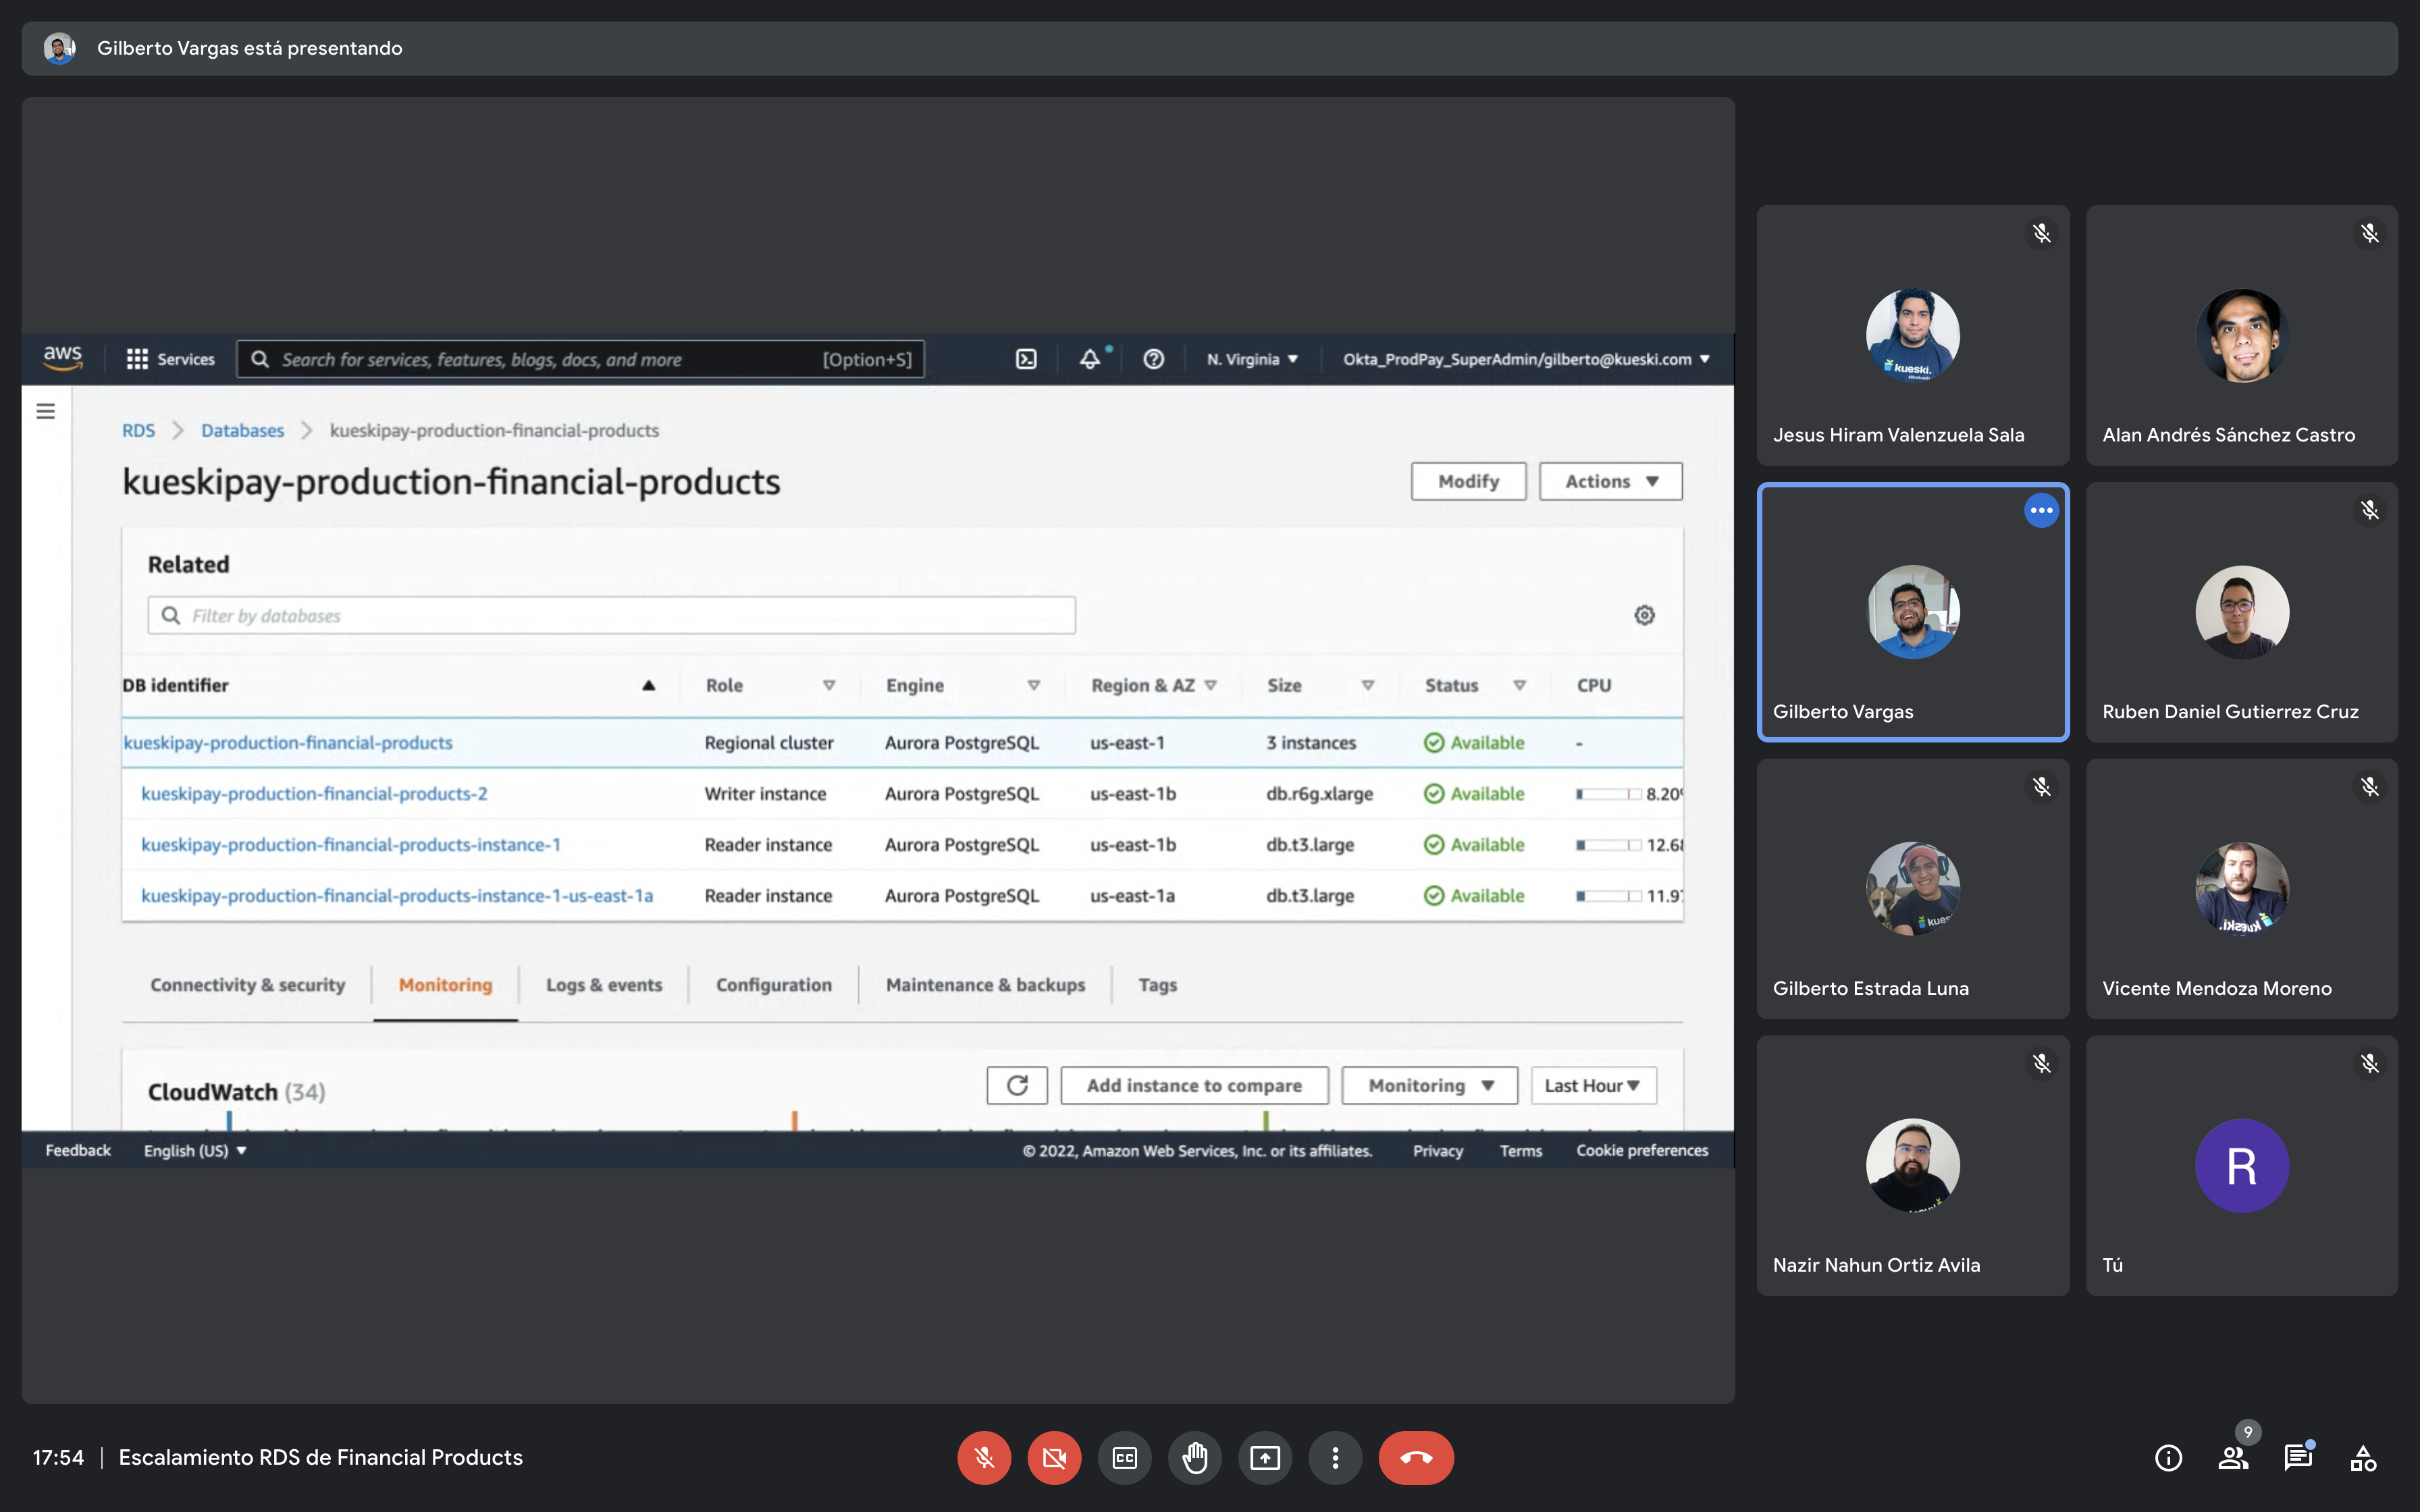 Gilberto Vargas está presentando
aws
Services
Search for services, features, blogs, docs, and more [Option+S]
N. Virginia
Okta_ProdPay_SuperAdmin/gilberto@kueski.com
RDS Databases kueskipay-production-financial-products
kueskipay-production-financial-products
Modify
Actions
Related
Filter by databases
DB identifier Role Engine Region & AZ Size Status CPU
kueskipay-production-financial-products Regional cluster Aurora PostgreSQL us-east-1 3 instances Available -
kueskipay-production-financial-products-2 Writer instance Aurora PostgreSQL us-east-1b db.r6g.xlarge Available 8.20
kueskipay-production-financial-products-instance-1 Reader instance Aurora PostgreSQL us-east-1b db.t3.large Available 12.68
kueskipay-production-financial-products-instance-1-us-east-1a Reader instance Aurora PostgreSQL us-east-1a db.t3.large Available 11.9
Connectivity & security Monitoring Logs & events Configuration Maintenance & backups Tags
CloudWatch (34)
Add instance to compare
Monitoring
Last Hour
Feedback English (US)
© 2022, Amazon Web Services, Inc. or its affiliates. Privacy Terms Cookie preferences
kueski.
Jesus Hiram Valenzuela Sala
Alan Andrés Sánchez Castro
Gilberto Vargas
Ruben Daniel Gutierrez Cruz
kues
Gilberto Estrada Luna
kueski.
Vicente Mendoza Moreno
Nazir Nahun Ortiz Avila
R
Tú
17:54 | Escalamiento RDS de Financial Products
CC
9